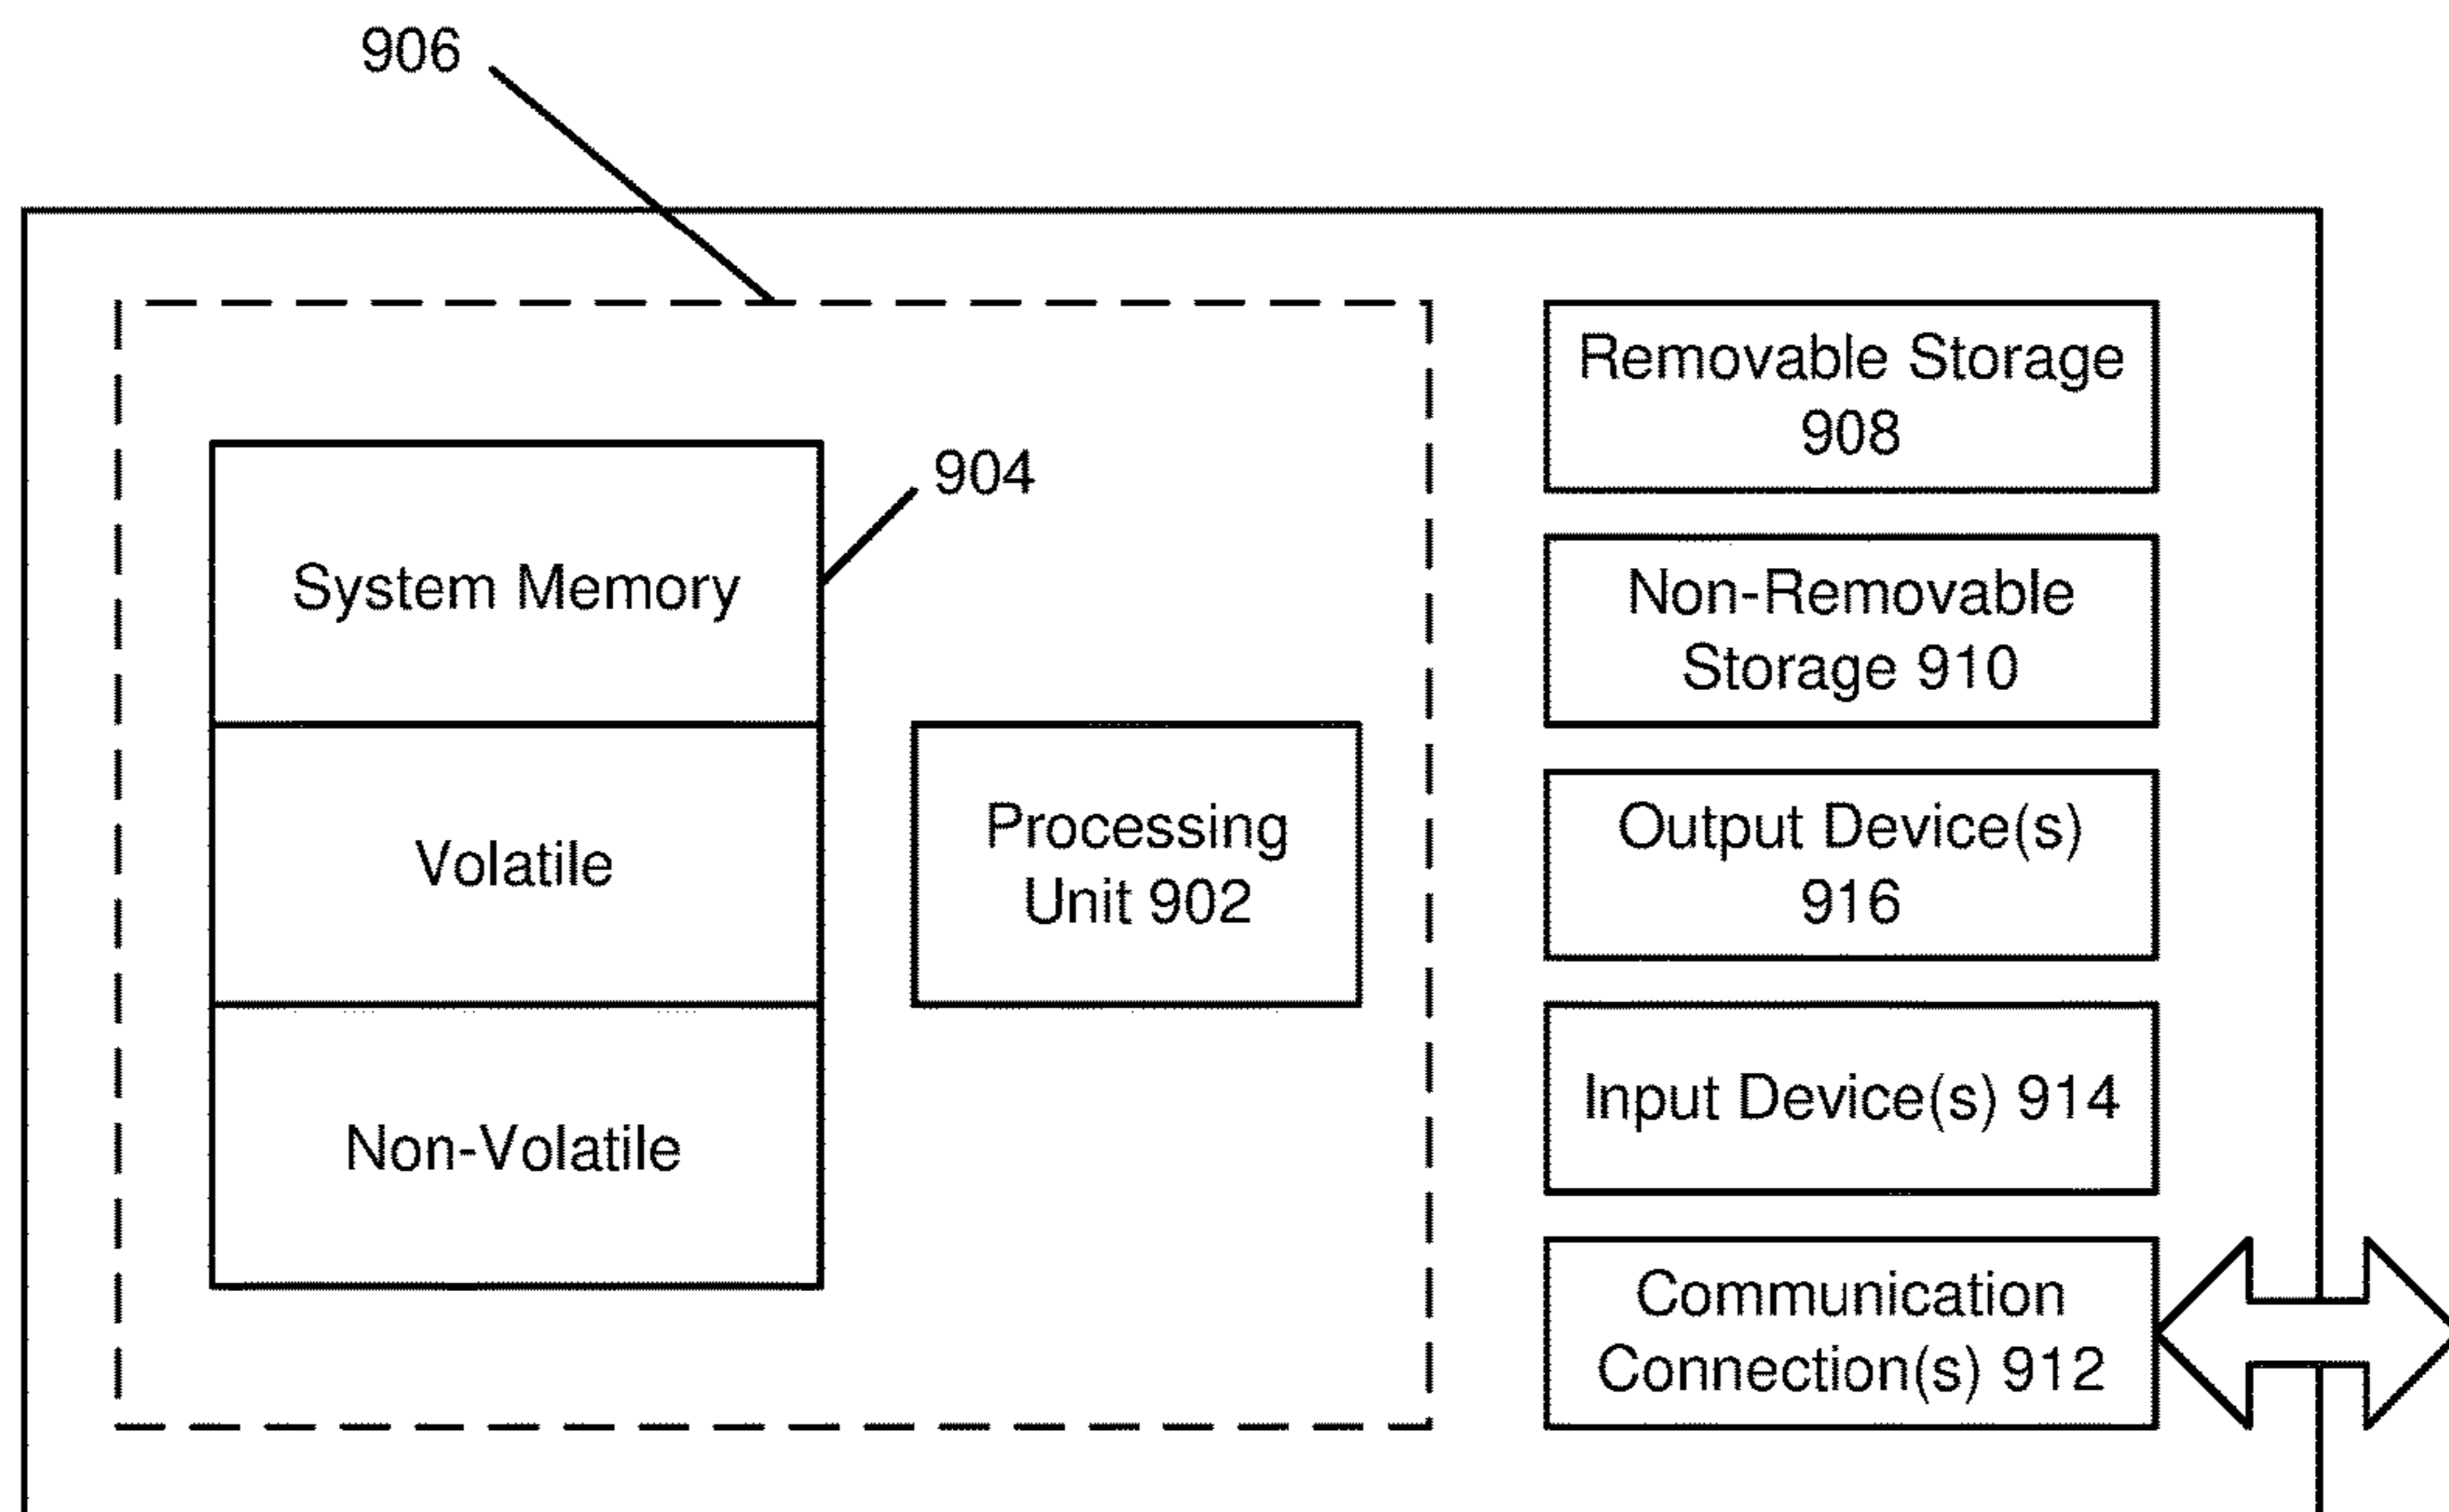 906
904
System Memory
Volatile
Non-Volatile
Processing
Unit 902
Removable Storage
908
Non-Removable
Storage 910
Output Device(s)
916
Input Device(s) 914
Communication
Connection(s) 912